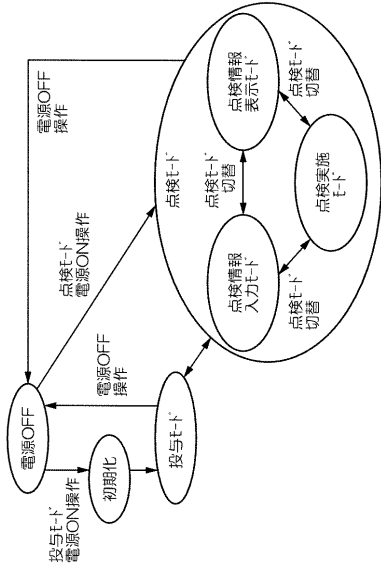 電源OFF
投与ﾓｰﾄﾞ
電源ON操作
初期化
投与ﾓｰﾄﾞ
電源OFF
操作
点検ﾓｰﾄﾞ
電源ON操作
電源OFF
操作
点検ﾓｰﾄﾞ
点検情報
入力ﾓｰﾄﾞ
点検ﾓｰﾄﾞ
切替
点検情報
表示ﾓｰﾄﾞ
点検ﾓｰﾄﾞ
切替
点検実施
ﾓｰﾄﾞ
点検ﾓｰﾄﾞ
切替